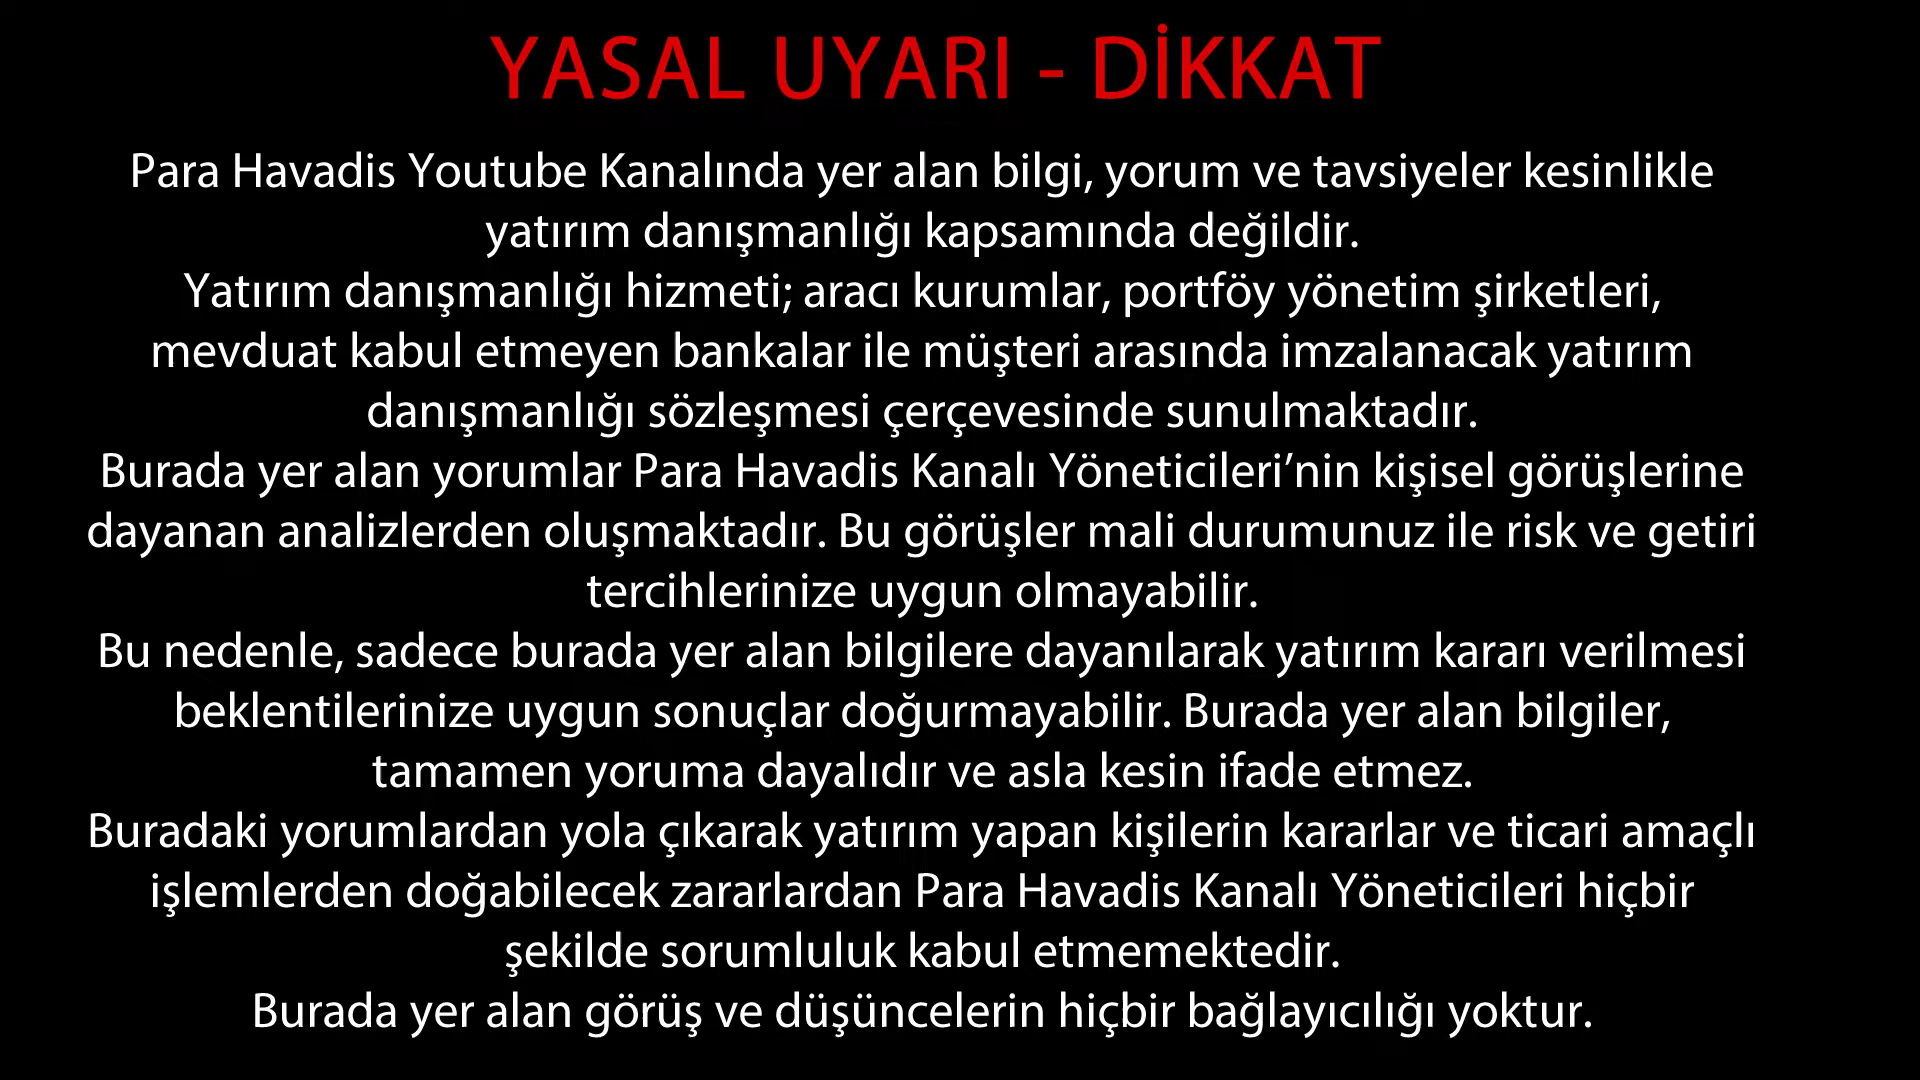 YASAL UYARI - DİKKAT
Para Havadis Youtube Kanalında yer alan bilgi, yorum ve tavsiyeler kesinlikle
yatırım danışmanlığı kapsamında değildir.
Yatırım danışmanlığı hizmeti; aracı kurumlar, portföy yönetim şirketleri,
mevduat kabul etmeyen bankalar ile müşteri arasında imzalanacak yatırım
danışmanlığı sözleşmesi çerçevesinde sunulmaktadır.
Burada yer alan yorumlar Para Havadis Kanalı Yöneticileri’nin kişisel görüşlerine
dayanan analizlerden oluşmaktadır. Bu görüşler mali durumunuz ile risk ve getiri
tercihlerinize uygun olmayabilir.
Bu nedenle, sadece burada yer alan bilgilere dayanılarak yatırım kararı verilmesi
beklentilerinize uygun sonuçlar doğurmayabilir. Burada yer alan bilgiler,
tamamen yoruma dayalıdır ve asla kesin ifade etmez.
Buradaki yorumlardan yola çıkarak yatırım yapan kişilerin kararlar ve ticari amaçlı
işlemlerden doğabilecek zararlardan Para Havadis Kanalı Yöneticileri hiçbir
şekilde sorumluluk kabul etmemektedir.
Burada yer alan görüş ve düşüncelerin hiçbir bağlayıcılığı yoktur.